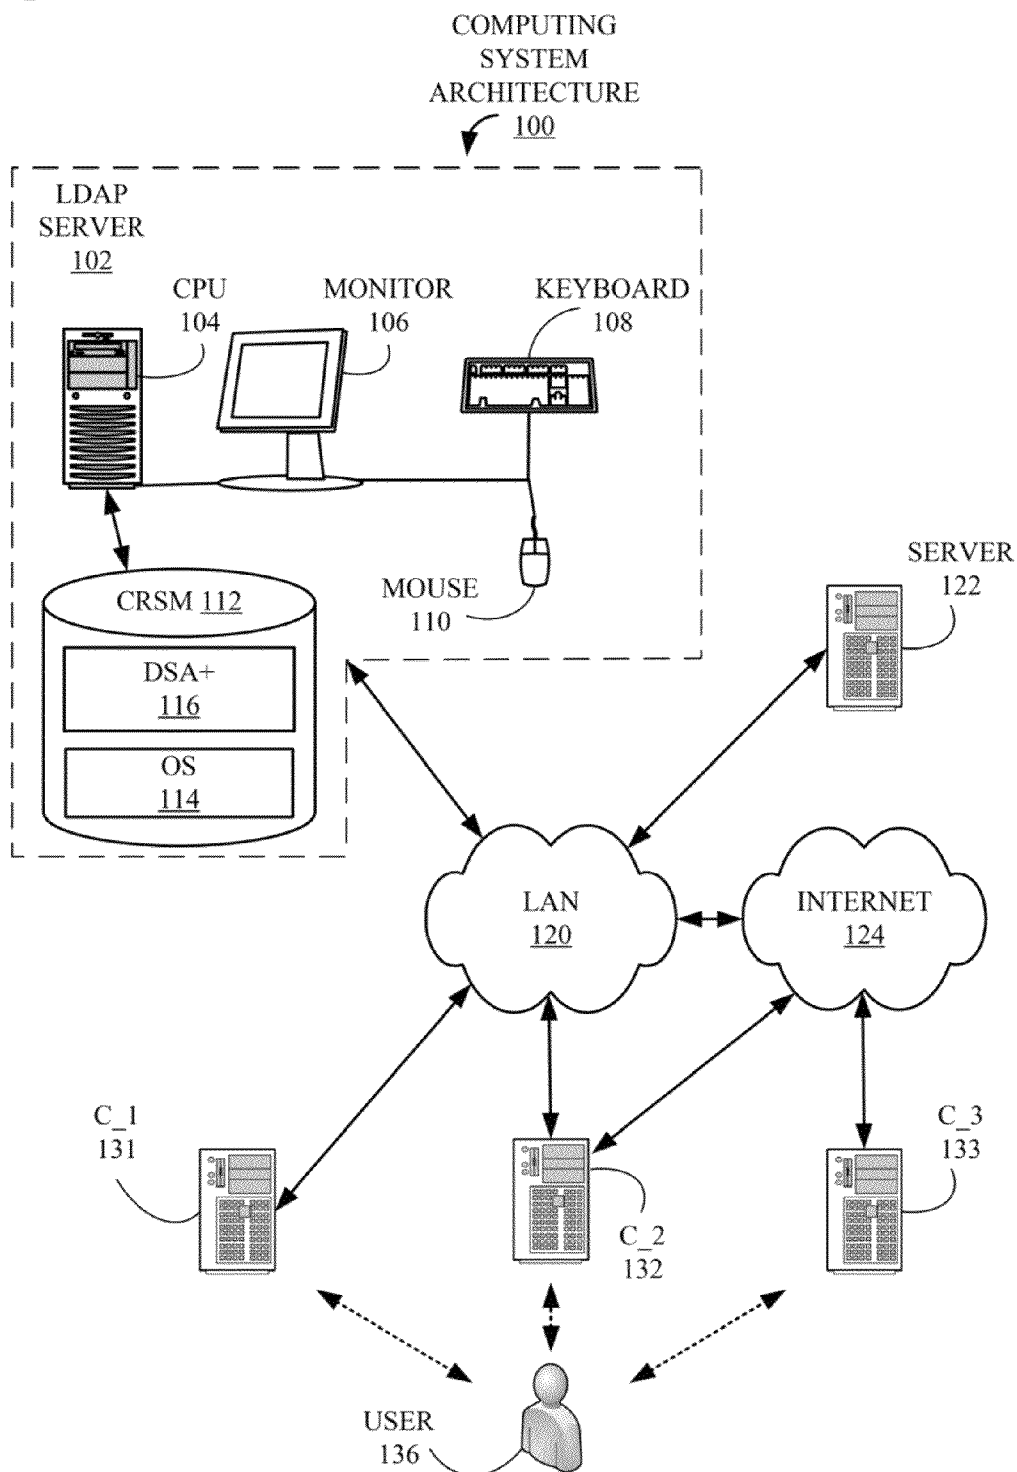 COMPUTING
SYSTEM
ARCHITECTURE
100
LDAP
SERVER
102
CPU
104
MONITOR
106
KEYBOARD
108
MOUSE
110
CRSM 112
DSA+
116
OS
114
SERVER
122
LAN
120
INTERNET
124
C_1
131
C_2
132
C_3
133
USER
136